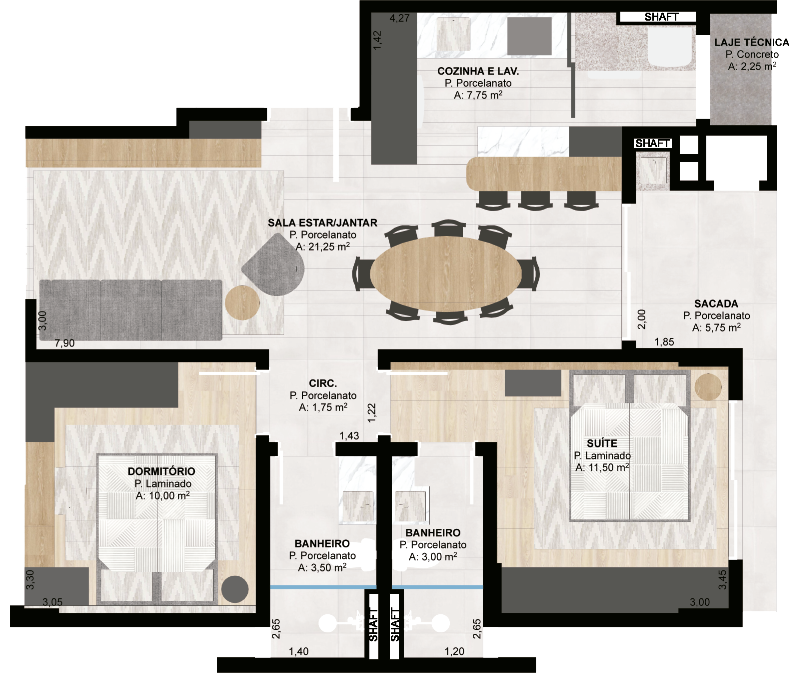 SHAFT
4,27
1,42
LAJE TÉCNICA
P. Concreto
A: 2,25 m²
COZINHA E LAV.
P. Porcelanato
A: 7,75 m²
SHAFT
SALA ESTAR/JANTAR
P. Porcelanato
A: 21,25 m²
SACADA
P. Porcelanato
A: 5,75 m²
3,00
7,90
2,00
1,85
CIRC.
P. Porcelanato
A: 1,75 m²
1,22
1,43
SUÍTE
P. Laminado
A: 11,50 m²
DORMITÓRIO
P. Laminado
A: 10,00 m²
BANHEIRO
P. Porcelanato
A: 3,50 m²
BANHEIRO
P. Porcelanato
A: 3,00 m²
3,30
3,05
3,45
3,00
2,65
SHAFT
SHAFT
2,65
1,40
1,20